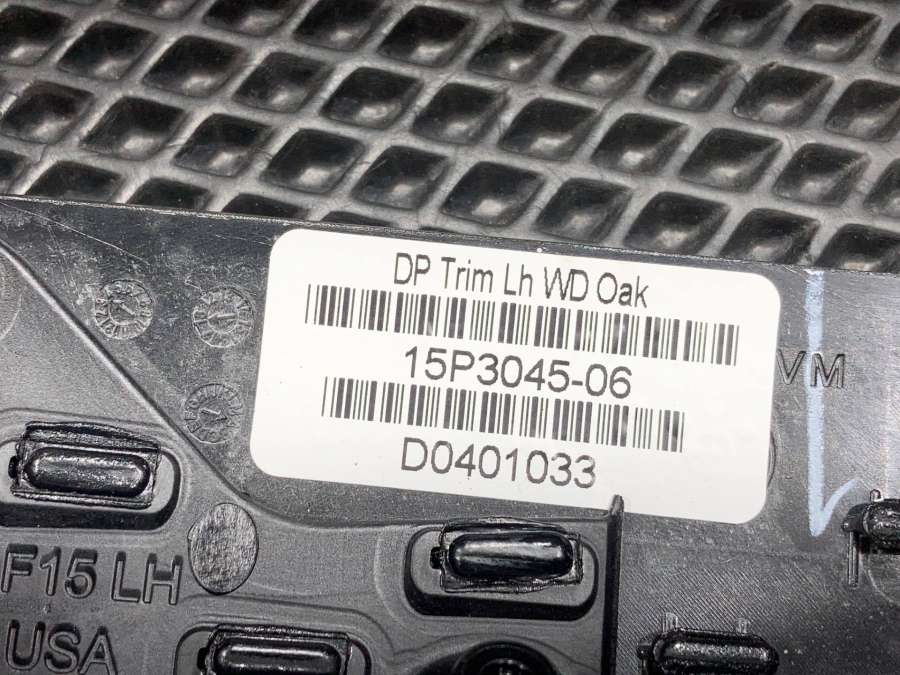 DP Trim Lh WD Oak
15P3045-06
D0401033
VM
F15 LH
USA